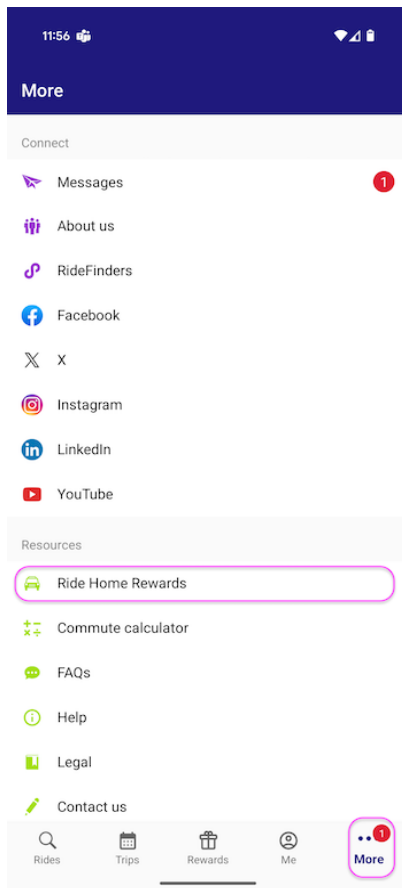 11:56
More
Connect
Messages
1
About us
RideFinders
Facebook
X
Instagram
LinkedIn
YouTube
Resources
Ride Home Rewards
Commute calculator
FAQs
Help
Legal
Contact us
1
Rides
Trips
Rewards
Me
More